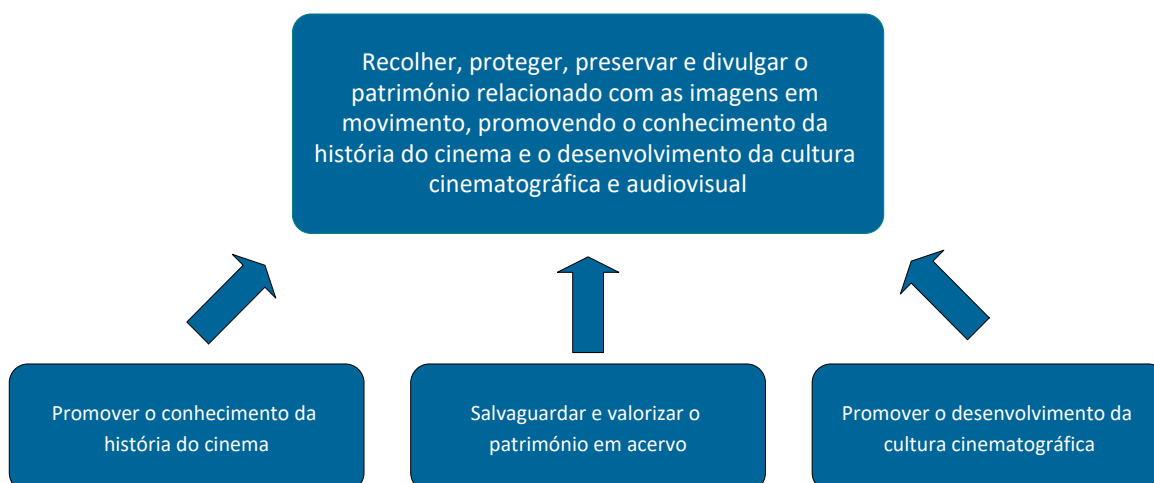 Recolher, proteger, preservar e divulgar o
património relacionado com as imagens em
movimento, promovendo o conhecimento da
história do cinema e o desenvolvimento da cultura
cinematográfica e audiovisual
Promover o conhecimento da
história do cinema
Salvaguardar e valorizar o
património em acervo
Promover o desenvolvimento da
cultura cinematográfica